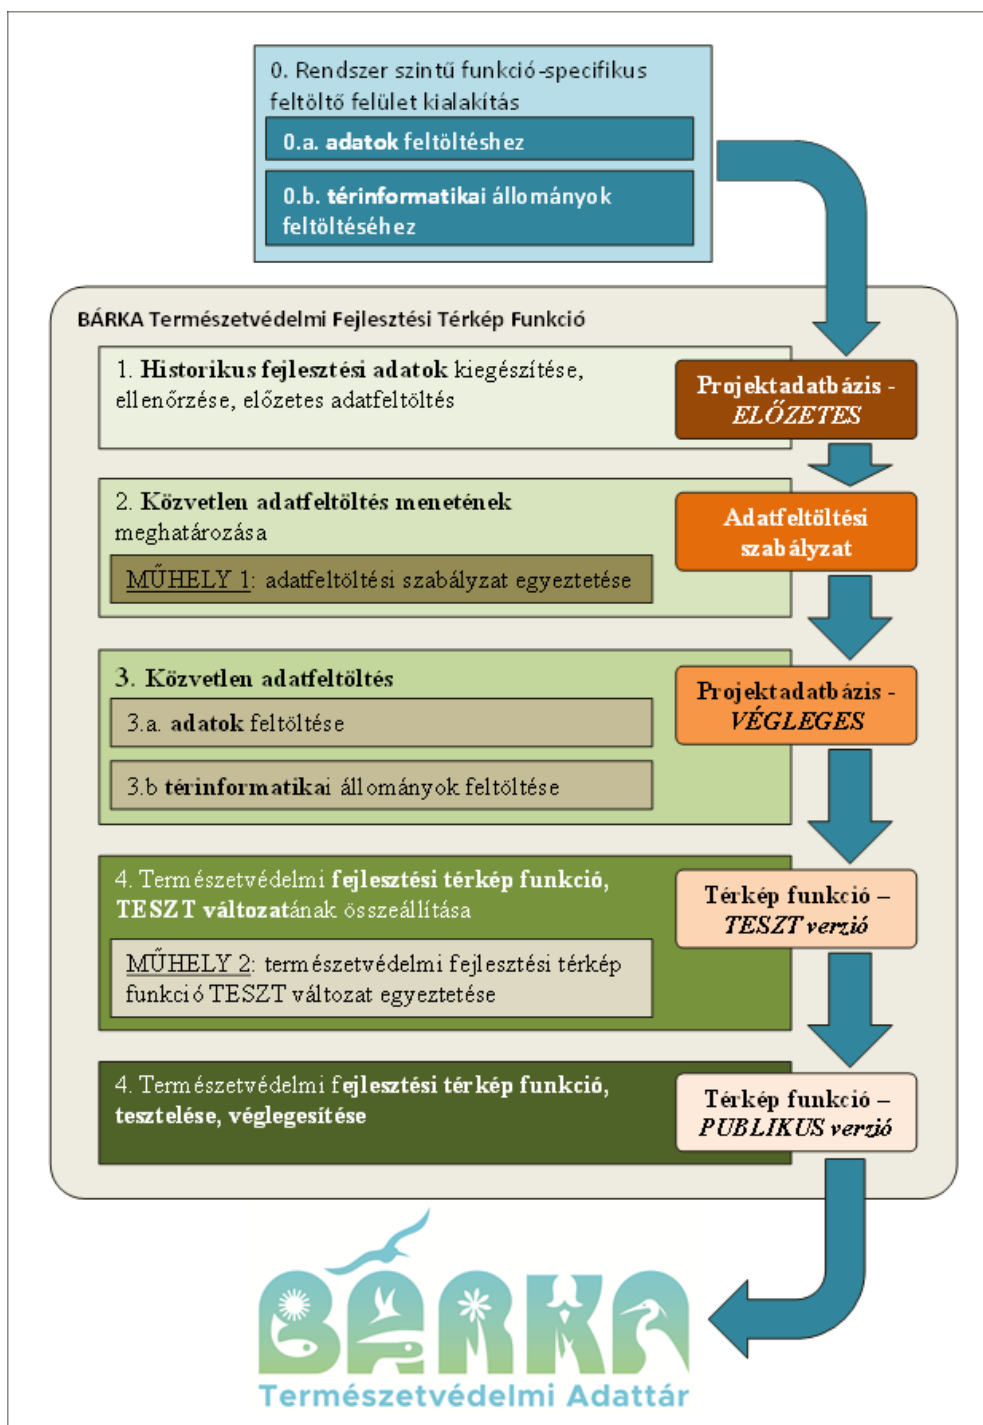 0. Rendszer szintű funkció-specifikus
feltöltő felület kialakítás
0.a. adatok feltöltéshez
0.b. térinformatikai állományok
feltöltéséhez
BÁRKA Természetvédelmi Fejlesztési Térkép Funkció
1. Historikus fejlesztési adatok kiegészítése,
ellenőrzése, előzetes adatfeltöltés
Projektadatbázis -
ELŐZETES
2. Közvetlen adatfeltöltés menetének
meghatározása
MŰHELY 1: adatfeltöltési szabályzat egyeztetése
Adatfeltöltési
szabályzat
3. Közvetlen adatfeltöltés
3.a. adatok feltöltése
3.b térinformatikai állományok feltöltése
Projektadatbázis -
VÉGLEGES
4. Természetvédelmi fejlesztési térkép funkció,
TESZT változatának összeállítása
MŰHELY 2: természetvédelmi fejlesztési térkép
funkció TESZT változat egyeztetése
Térkép funkció –
TESZT verzió
4. Természetvédelmi fejlesztési térkép funkció,
tesztelése, véglegesítése
Térkép funkció –
PUBLIKUS verzió
BÁRKA
Természetvédelmi Adattár